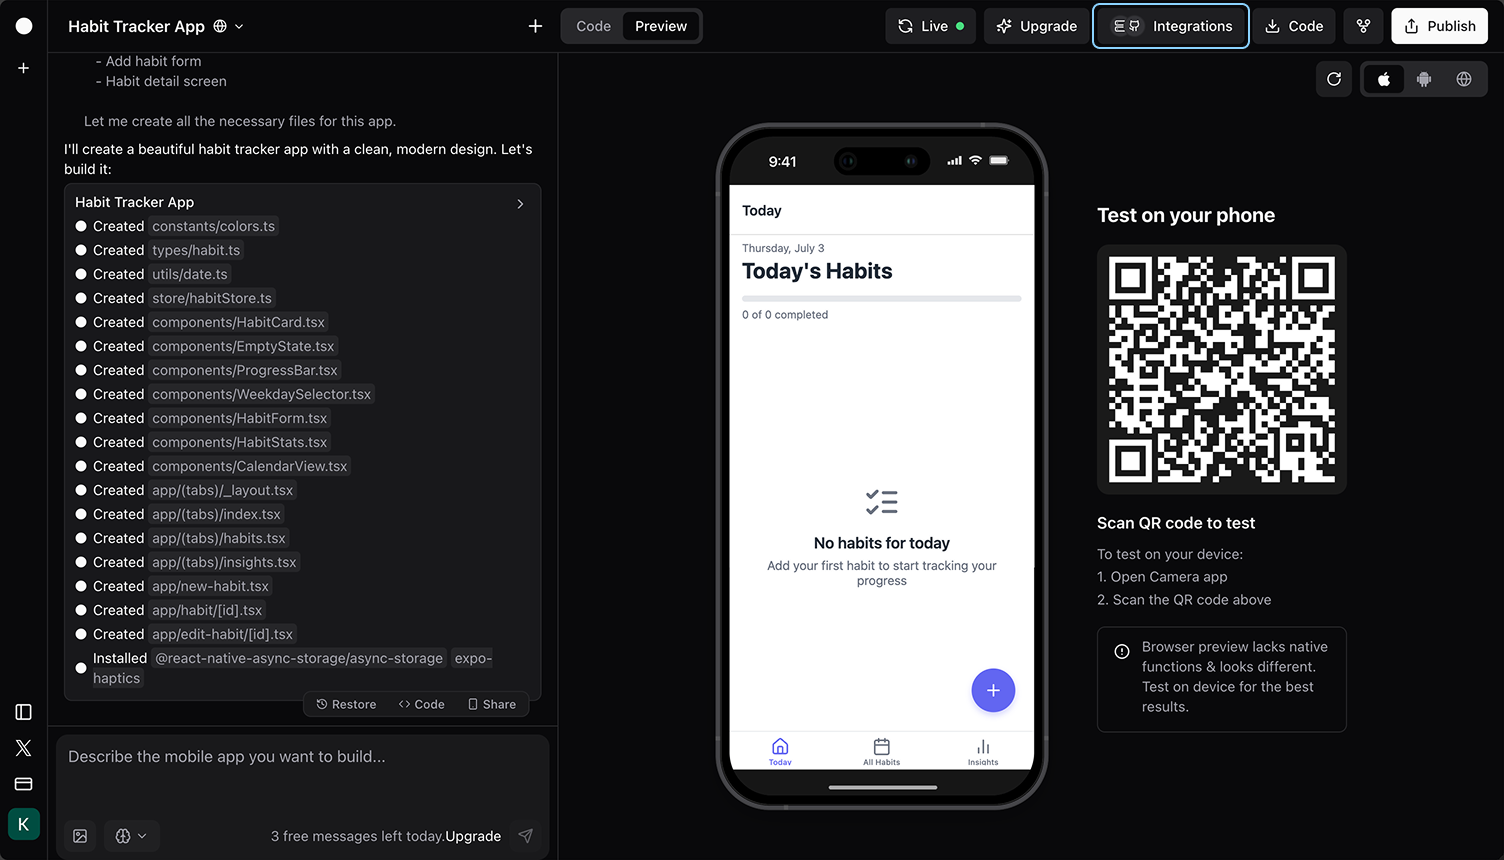 Habit Tracker App
Code
Preview
Live
Upgrade
Integrations
Code
Publish
- Add habit form
- Habit detail screen
Let me create all the necessary files for this app.
I'll create a beautiful habit tracker app with a clean, modern design. Let's
build it:
Habit Tracker App
Created constants/colors.ts
Created types/habit.ts
Created utils/date.ts
Created store/habitStore.ts
Created components/HabitCard.tsx
Created components/EmptyState.tsx
Created components/ProgressBar.tsx
Created components/WeekdaySelector.tsx
Created components/HabitForm.tsx
Created components/HabitStats.tsx
Created components/CalendarView.tsx
Created app/(tabs)/_layout.tsx
Created app/(tabs)/index.tsx
Created app/(tabs)/habits.tsx
Created app/(tabs)/insights.tsx
Created app/new-habit.tsx
Created app/habit/[id].tsx
Created app/edit-habit/[id].tsx
Installed @react-native-async-storage/async-storage expo-
haptics
Restore
Code
Share
Describe the mobile app you want to build...
3 free messages left today.Upgrade
K
9:41
Today
Thursday, July 3
Today's Habits
0 of 0 completed
No habits for today
Add your first habit to start tracking your
progress
Today
All Habits
Insights
Test on your phone
Scan QR code to test
To test on your device:
1. Open Camera app
2. Scan the QR code above
Browser preview lacks native
functions & looks different.
Test on device for the best
results.